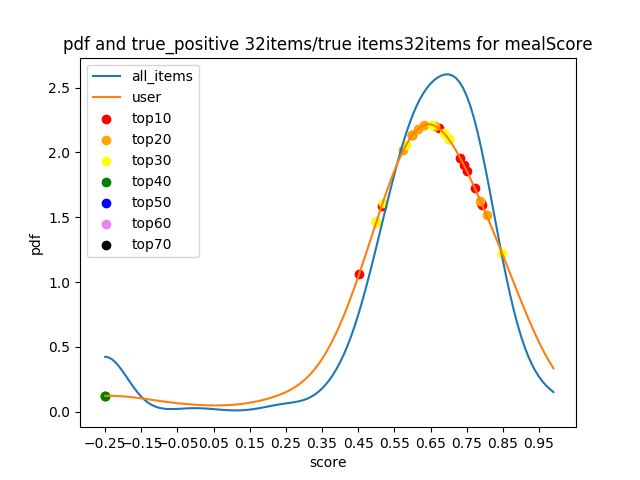 pdf and true_positive 32items/true items32items for mealScore
all_items
user
top10
top20
top30
top40
top50
top60
top70
pdf
2.5
2.0
1.5
1.0
0.5
0.0
−0.25 −0.15 −0.05 0.05 0.15 0.25 0.35 0.45 0.55 0.65 0.75 0.85 0.95
score